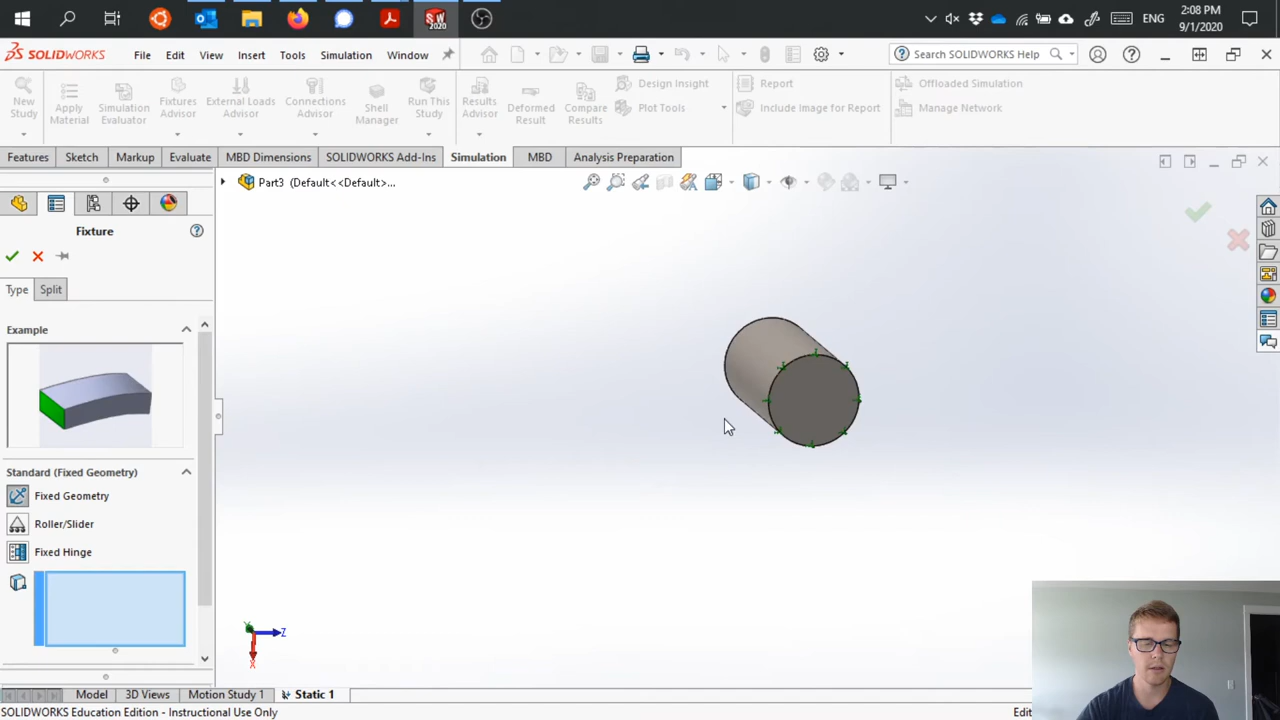 2:08 PM
ENG
9/1/2020
SW
2020
SOLIDWORKS
File Edit View Insert Tools Simulation Window
Search SOLIDWORKS Help
New Study
Apply Material
Simulation Evaluator
Fixtures Advisor
External Loads Advisor
Connections Advisor
Shell Manager
Run This Study
Results Advisor
Deformed Result
Compare Results
Design Insight
Plot Tools
Report
Include Image for Report
Offloaded Simulation
Manage Network
Features Sketch Markup Evaluate MBD Dimensions SOLIDWORKS Add-Ins Simulation MBD Analysis Preparation
Part3 (Default<<Default>...
Fixture
Type Split
Example
Standard (Fixed Geometry)
Fixed Geometry
Roller/Slider
Fixed Hinge
Y
Z
X
Model 3D Views Motion Study 1 Static 1
SOLIDWORKS Education Edition - Instructional Use Only
Edi